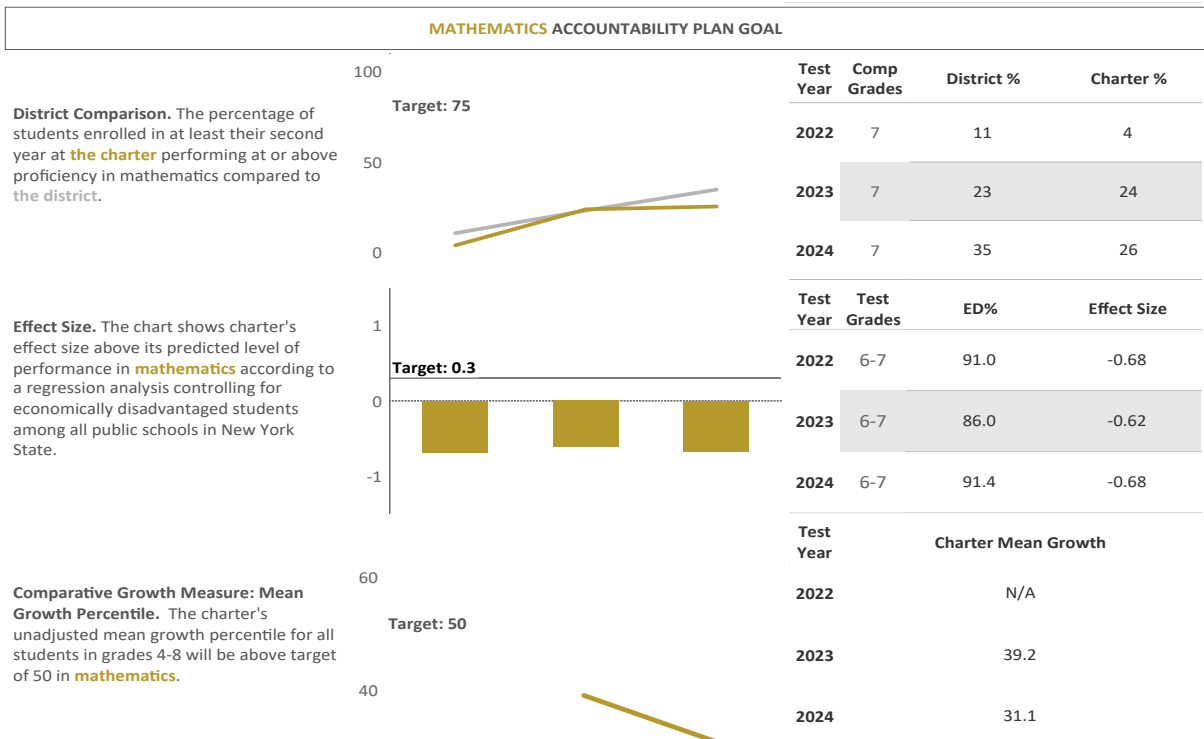 MATHEMATICS ACCOUNTABILITY PLAN GOAL
District Comparison. The percentage of
students enrolled in at least their second
year at the charter performing at or above
proficiency in mathematics compared to
the district.
100
Target: 75
50
0
Test Year Comp Grades District % Charter %
2022 7 11 4
2023 7 23 24
2024 7 35 26
Effect Size. The chart shows charter's
effect size above its predicted level of
performance in mathematics according to
a regression analysis controlling for
economically disadvantaged students
among all public schools in New York
State.
1
Target: 0.3
0
-1
Test Year Test Grades ED% Effect Size
2022 6-7 91.0 -0.68
2023 6-7 86.0 -0.62
2024 6-7 91.4 -0.68
Comparative Growth Measure: Mean
Growth Percentile. The charter's
unadjusted mean growth percentile for all
students in grades 4-8 will be above target
of 50 in mathematics.
60
Target: 50
40
Test Year Charter Mean Growth
2022 N/A
2023 39.2
2024 31.1